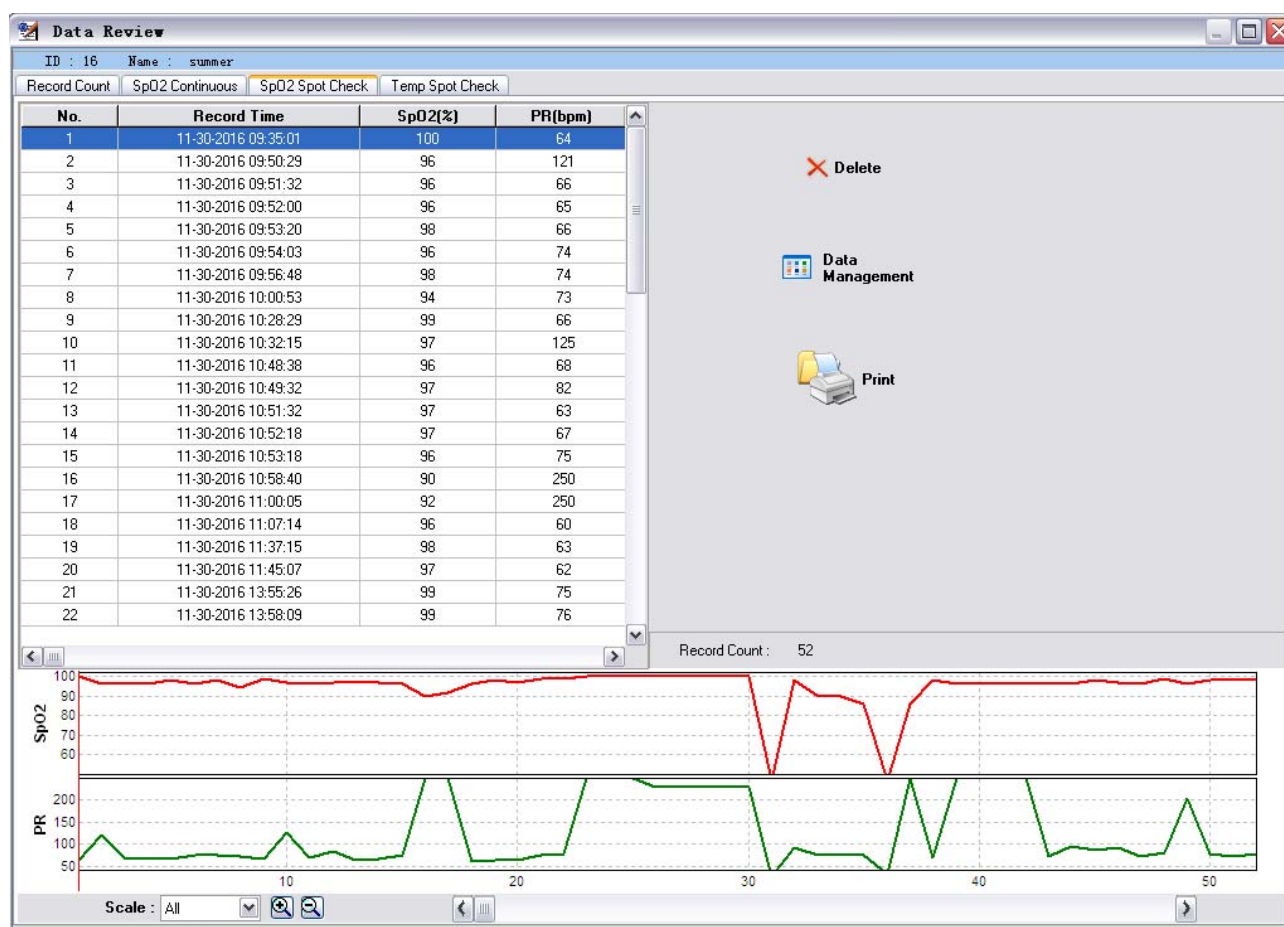 Data Review
ID : 16 Name : summer
Record Count SpO2 Continuous SpO2 Spot Check Temp Spot Check
No. Record Time SpO2(%) PR(bpm)
1 11-30-2016 09:35:01 100 64
2 11-30-2016 09:50:29 96 121
3 11-30-2016 09:51:32 96 66
4 11-30-2016 09:52:00 96 65
5 11-30-2016 09:53:20 98 66
6 11-30-2016 09:54:03 96 74
7 11-30-2016 09:56:48 98 74
8 11-30-2016 10:00:53 94 73
9 11-30-2016 10:28:29 99 66
10 11-30-2016 10:32:15 97 125
11 11-30-2016 10:48:38 96 68
12 11-30-2016 10:49:32 97 82
13 11-30-2016 10:51:32 97 63
14 11-30-2016 10:52:18 97 67
15 11-30-2016 10:53:18 96 75
16 11-30-2016 10:58:40 90 250
17 11-30-2016 11:00:05 92 250
18 11-30-2016 11:07:14 96 60
19 11-30-2016 11:37:15 98 63
20 11-30-2016 11:45:07 97 62
21 11-30-2016 13:55:26 99 75
22 11-30-2016 13:58:09 99 76
Delete
Data
Management
Print
Record Count : 52
SpO2
100
90
80
70
60
PR
200
150
100
50
10 20 30 40 50
Scale : All